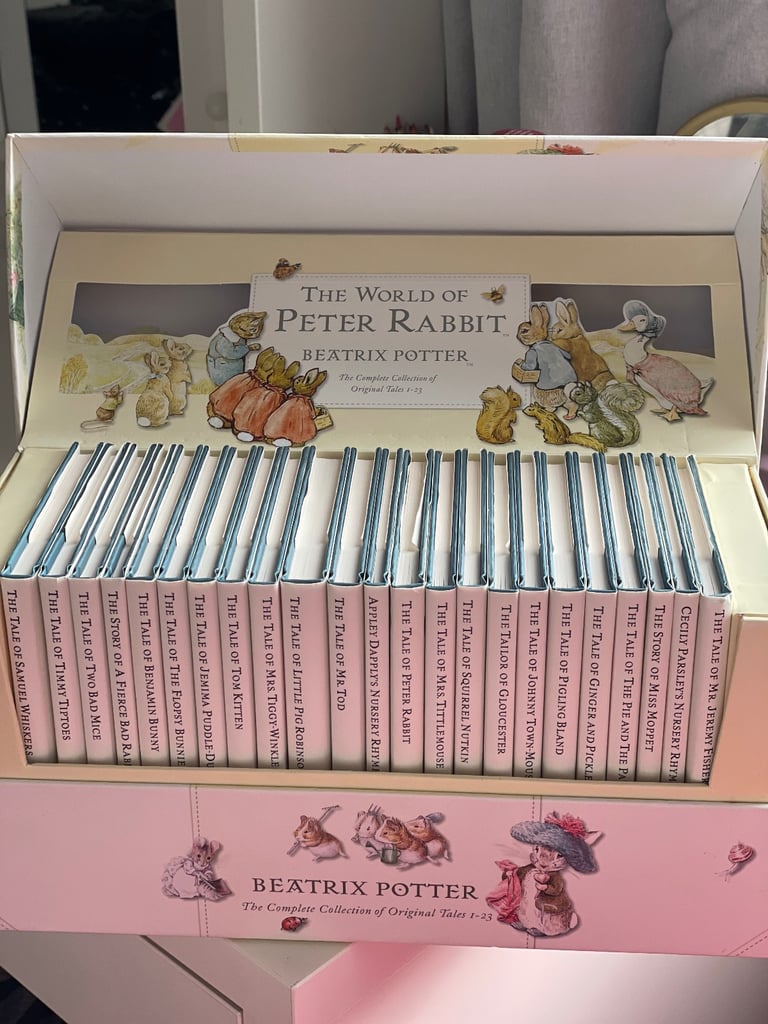 THE WORLD OF
PETER RABBIT™
BEATRIX POTTER™
The Complete Collection of
Original Tales 1-23
THE TALE OF SAMUEL WHISKERS
THE TALE OF TIMMY TIPTOES
THE TALE OF TWO BAD MICE
THE STORY OF A FIERCE BAD RAB
THE TALE OF BENJAMIN BUNNY
THE TALE OF THE FLOPSY BUNNIE
THE TALE OF JEMIMA PUDDLE-DU
THE TALE OF TOM KITTEN
THE TALE OF MRS. TIGGY-WINKLE
THE TALE OF LITTLE PIG ROBINSO
THE TALE OF MR. TOD
APPLEY DAPPLY'S NURSERY RHYM
THE TALE OF PETER RABBIT
THE TALE OF MRS. TITTLEMOUSE
THE TALE OF SQUIRREL NUTKIN
THE TAILOR OF GLOUCESTER
THE TALE OF JOHNNY TOWN-MOUS
THE TALE OF PIGLING BLAND
THE TALE OF GINGER AND PICKLE
THE TALE OF THE PIE AND THE PA
THE STORY OF MISS MOPPET
CECILY PARSLEY'S NURSERY RHYM
THE TALE OF MR. JEREMY FISHER
BEATRIX POTTER
The Complete Collection of Original Tales 1-23